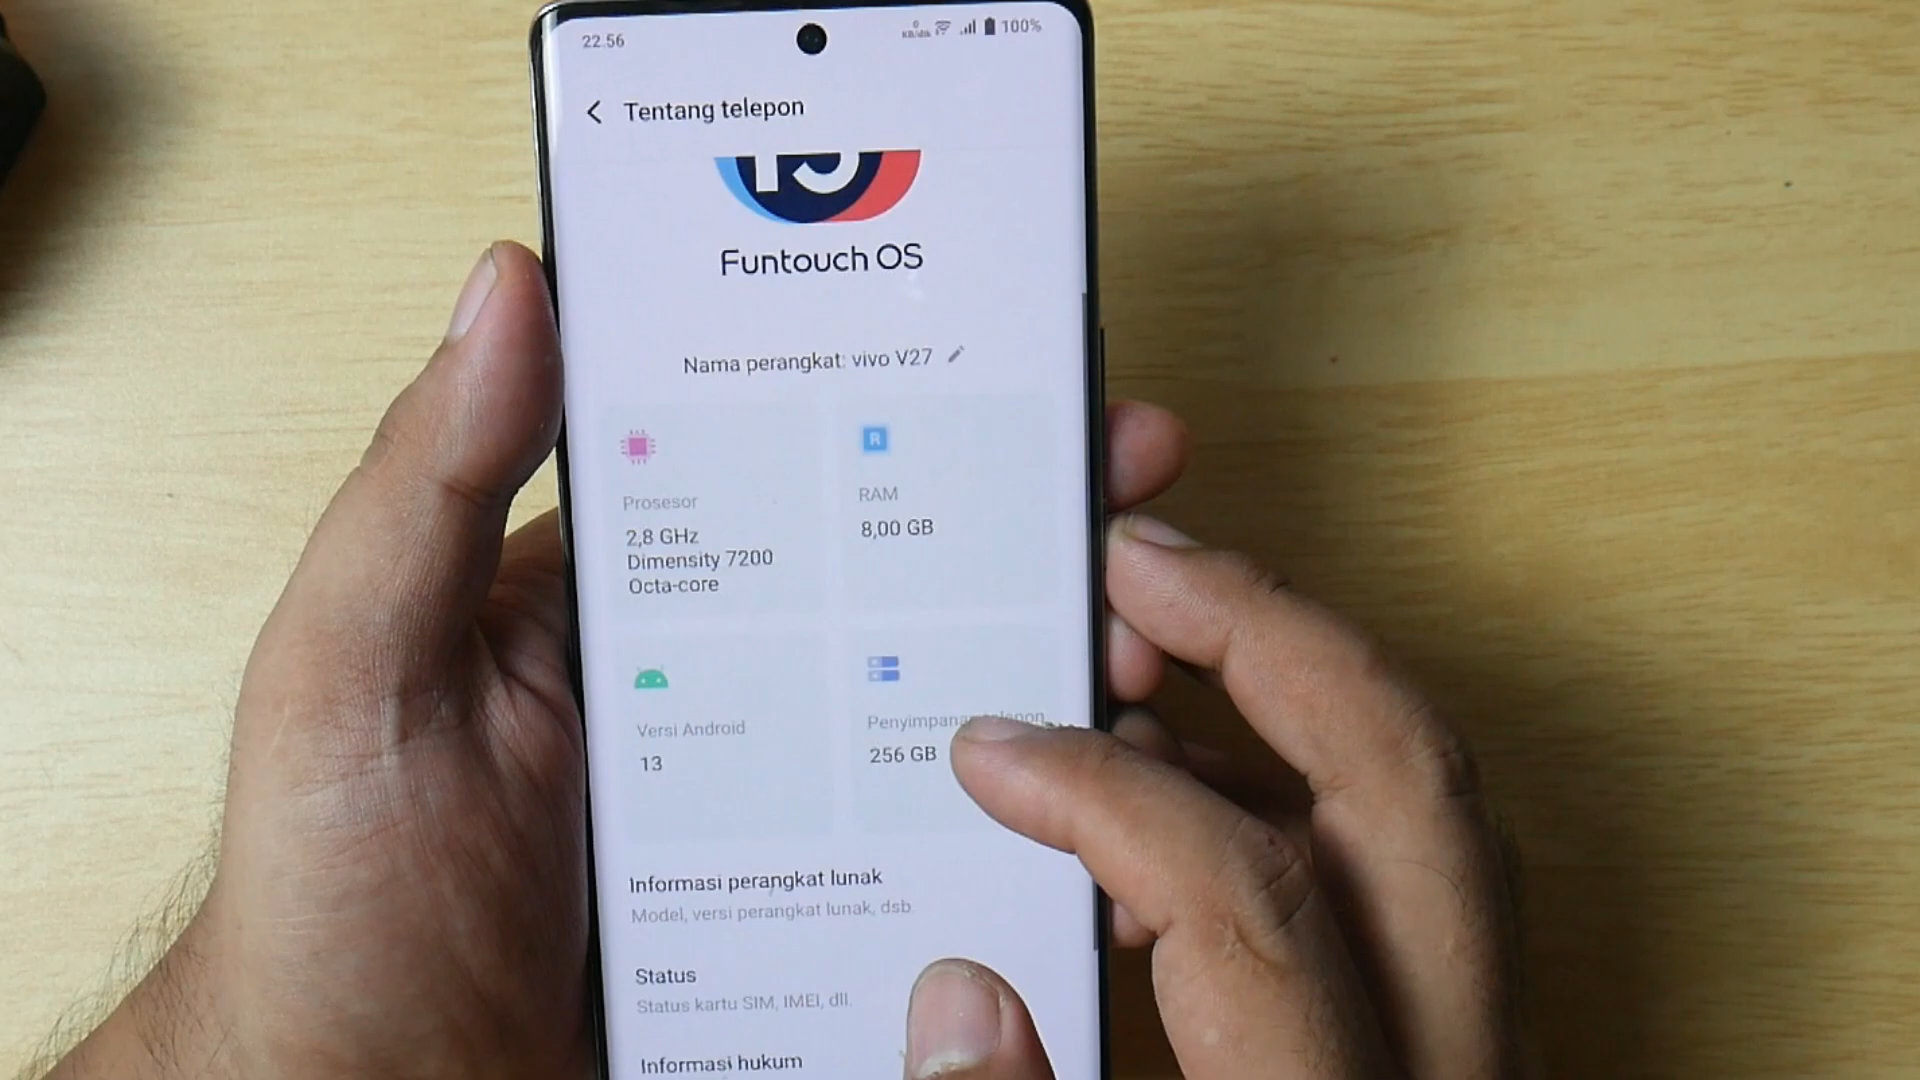 22.56
100%
Tentang telepon
13
Funtouch OS
Nama perangkat: vivo V27
R
Prosesor
2,8 GHz
Dimensity 7200
Octa-core
RAM
8,00 GB
Versi Android
13
Penyimpanan telepon
256 GB
Informasi perangkat lunak
Model, versi perangkat lunak, dsb.
Status
Status kartu SIM, IMEI, dll.
Informasi hukum